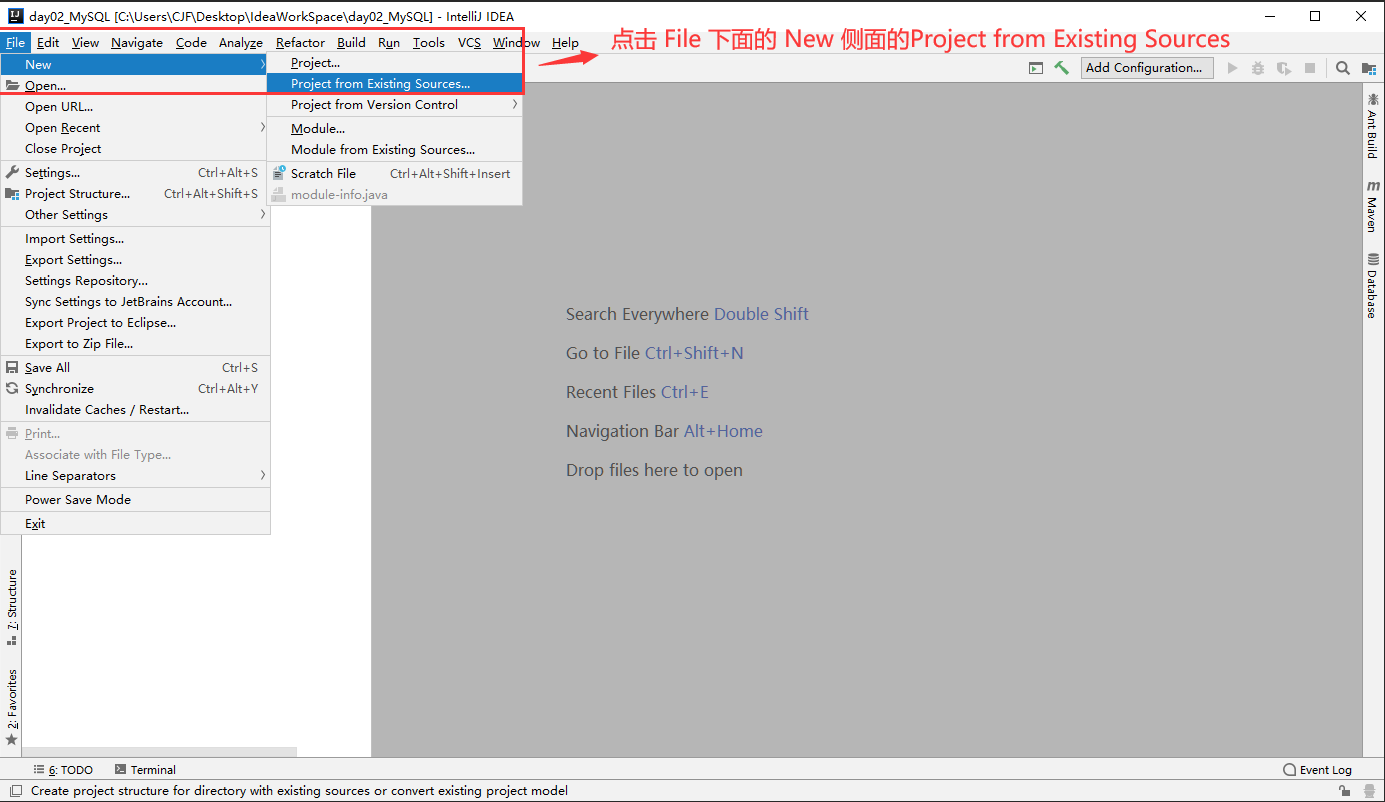 day02_MySQL [C:\Users\CJF\Desktop\IdeaWorkSpace\day02_MySQL] - IntelliJ IDEA
File Edit View Navigate Code Analyze Refactor Build Run Tools VCS Window Help
点击 File 下面的 New 侧面的Project from Existing Sources
New
Open...
Open URL...
Open Recent
Close Project
Settings... Ctrl+Alt+S
Project Structure... Ctrl+Alt+Shift+S
Other Settings
Import Settings...
Export Settings...
Settings Repository...
Sync Settings to JetBrains Account...
Export Project to Eclipse...
Export to Zip File...
Save All Ctrl+S
Synchronize Ctrl+Alt+Y
Invalidate Caches / Restart...
Print...
Associate with File Type...
Line Separators
Power Save Mode
Exit
Project...
Project from Existing Sources...
Project from Version Control
Module...
Module from Existing Sources...
Scratch File Ctrl+Alt+Shift+Insert
module-info.java
Add Configuration...
Search Everywhere Double Shift
Go to File Ctrl+Shift+N
Recent Files Ctrl+E
Navigation Bar Alt+Home
Drop files here to open
Ant Build
m Maven
Database
7: Structure
2: Favorites
6: TODO Terminal Event Log
Create project structure for directory with existing sources or convert existing project model